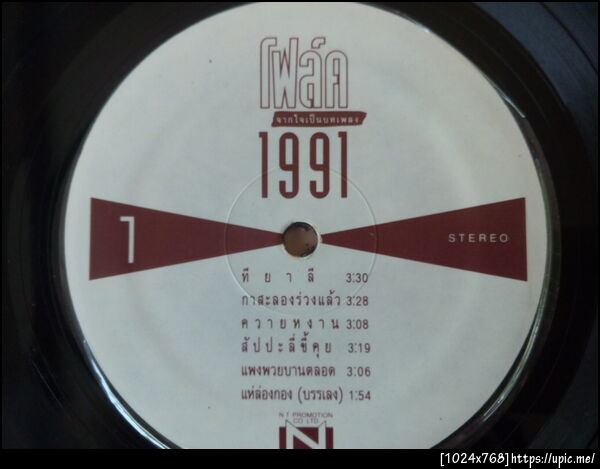 โฟล์ค
จากใจเป็นบทเพลง
1991
1
STEREO
ทียาลี 3:30
กาสะลองร่วงแล้ว 3:28
ควายหงาน 3:08
สัปปะลี่ขี้คุย 3:19
แพงพวยบานตลอด 3:06
แห่ล่องกอง (บรรเลง) 1:54
N T PROMOTION
CO LTD
N
[1024x768]https://upic.me/